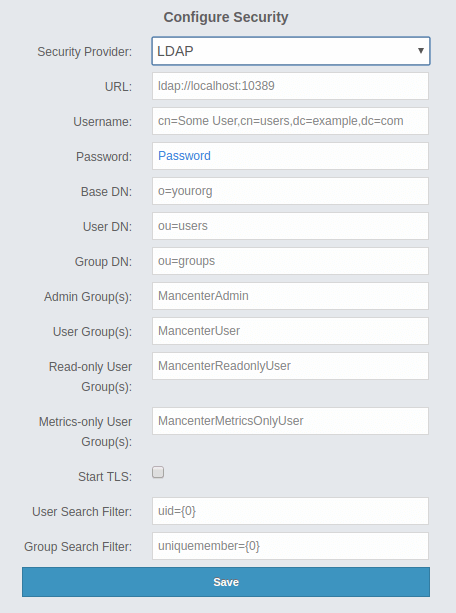 Configure Security
Security Provider: LDAP
URL: ldap://localhost:10389
Username: cn=Some User,cn=users,dc=example,dc=com
Password: Password
Base DN: o=yourorg
User DN: ou=users
Group DN: ou=groups
Admin Group(s): MancenterAdmin
User Group(s): MancenterUser
Read-only User MancenterReadonlyUser
Group(s):
Metrics-only User MancenterMetricsOnlyUser
Group(s):
Start TLS:
User Search Filter: uid={0}
Group Search Filter: uniquemember={0}
Save